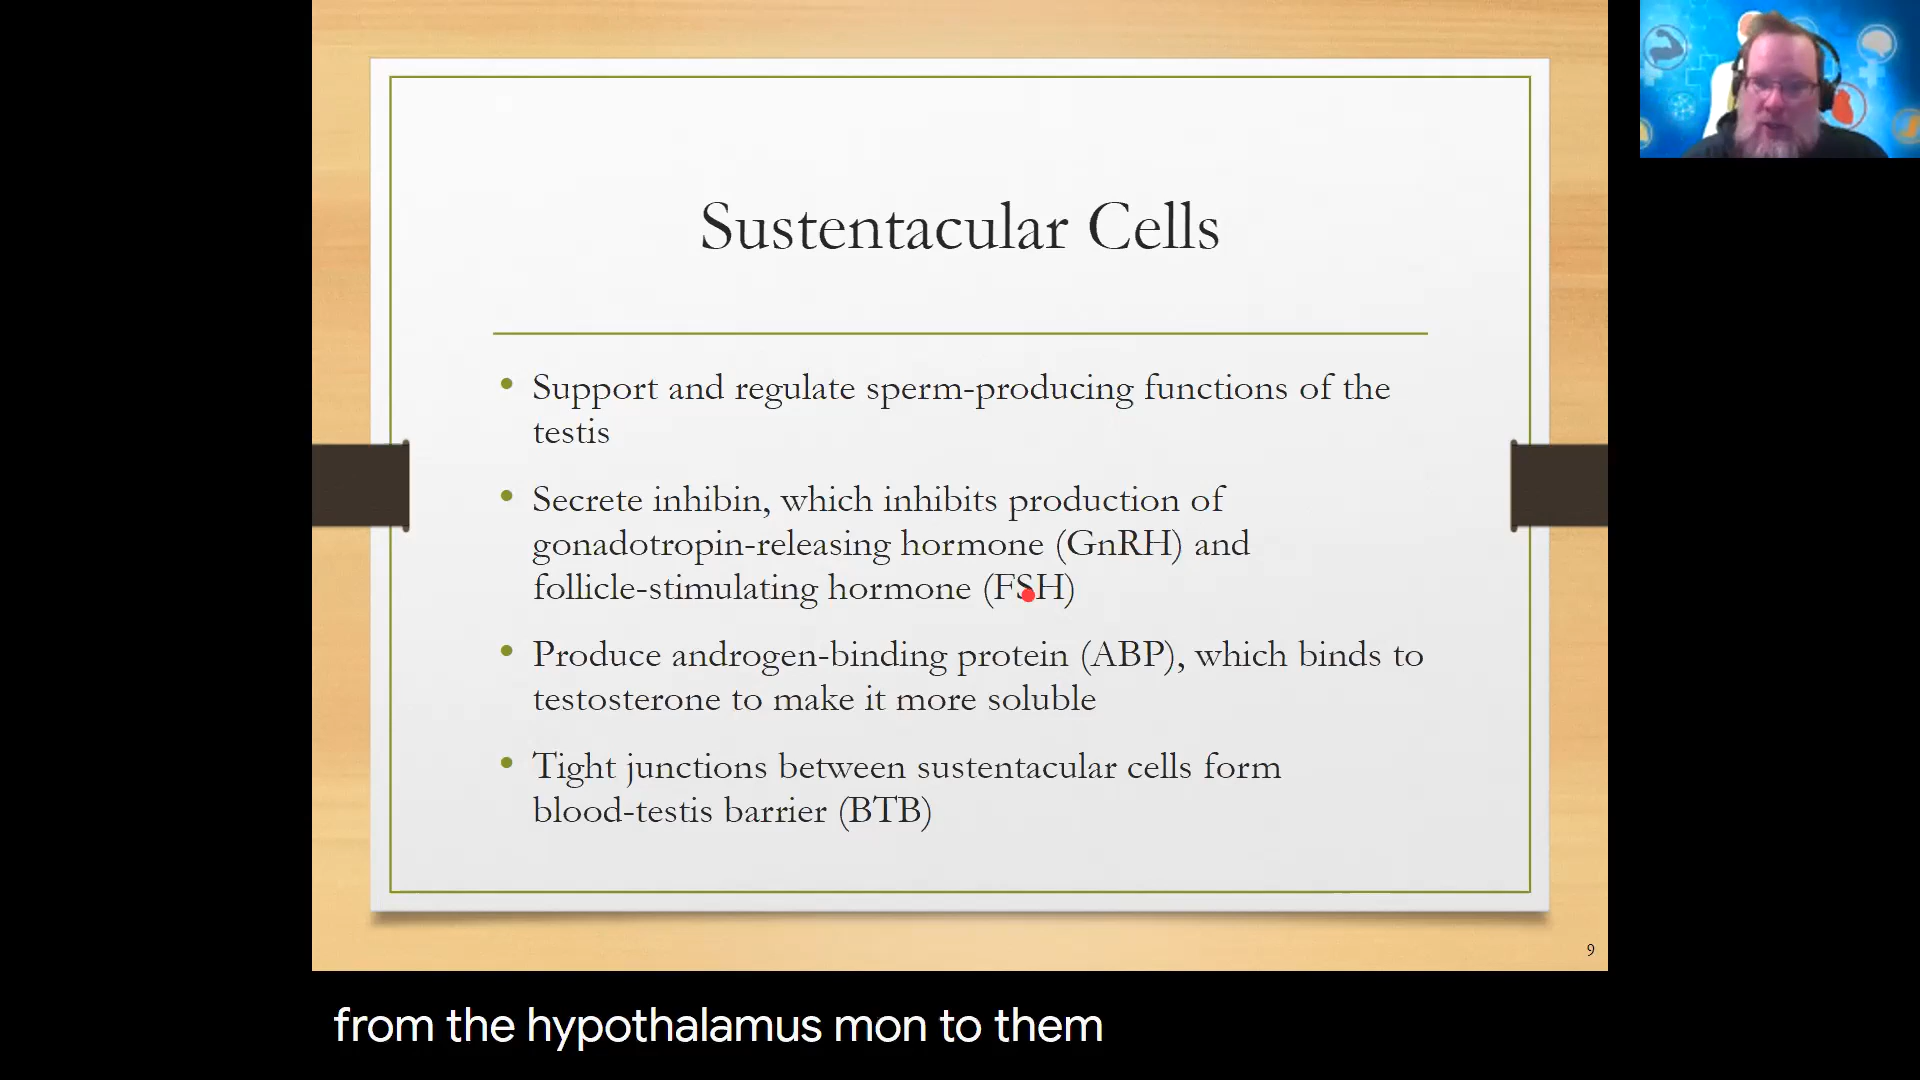 Sustentacular Cells
• Support and regulate sperm-producing functions of the
testis
• Secrete inhibin, which inhibits production of
gonadotropin-releasing hormone (GnRH) and
follicle-stimulating hormone (FSH)
• Produce androgen-binding protein (ABP), which binds to
testosterone to make it more soluble
• Tight junctions between sustentacular cells form
blood-testis barrier (BTB)
9
from the hypothalamus mon to them